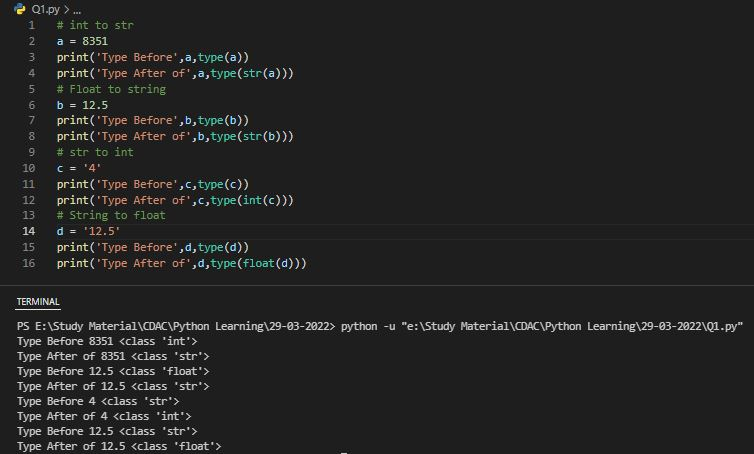 Q1.py > ...
1 # int to str
2 a = 8351
3 print('Type Before',a,type(a))
4 print('Type After of',a,type(str(a)))
5 # Float to string
6 b = 12.5
7 print('Type Before',b,type(b))
8 print('Type After of',b,type(str(b)))
9 # str to int
10 c = '4'
11 print('Type Before',c,type(c))
12 print('Type After of',c,type(int(c)))
13 # String to float
14 d = '12.5'
15 print('Type Before',d,type(d))
16 print('Type After of',d,type(float(d)))
TERMINAL
PS E:\Study Material\CDAC\Python Learning\29-03-2022> python -u "e:\Study Material\CDAC\Python Learning\29-03-2022\Q1.py"
Type Before 8351 <class 'int'>
Type After of 8351 <class 'str'>
Type Before 12.5 <class 'float'>
Type After of 12.5 <class 'str'>
Type Before 4 <class 'str'>
Type After of 4 <class 'int'>
Type Before 12.5 <class 'str'>
Type After of 12.5 <class 'float'>